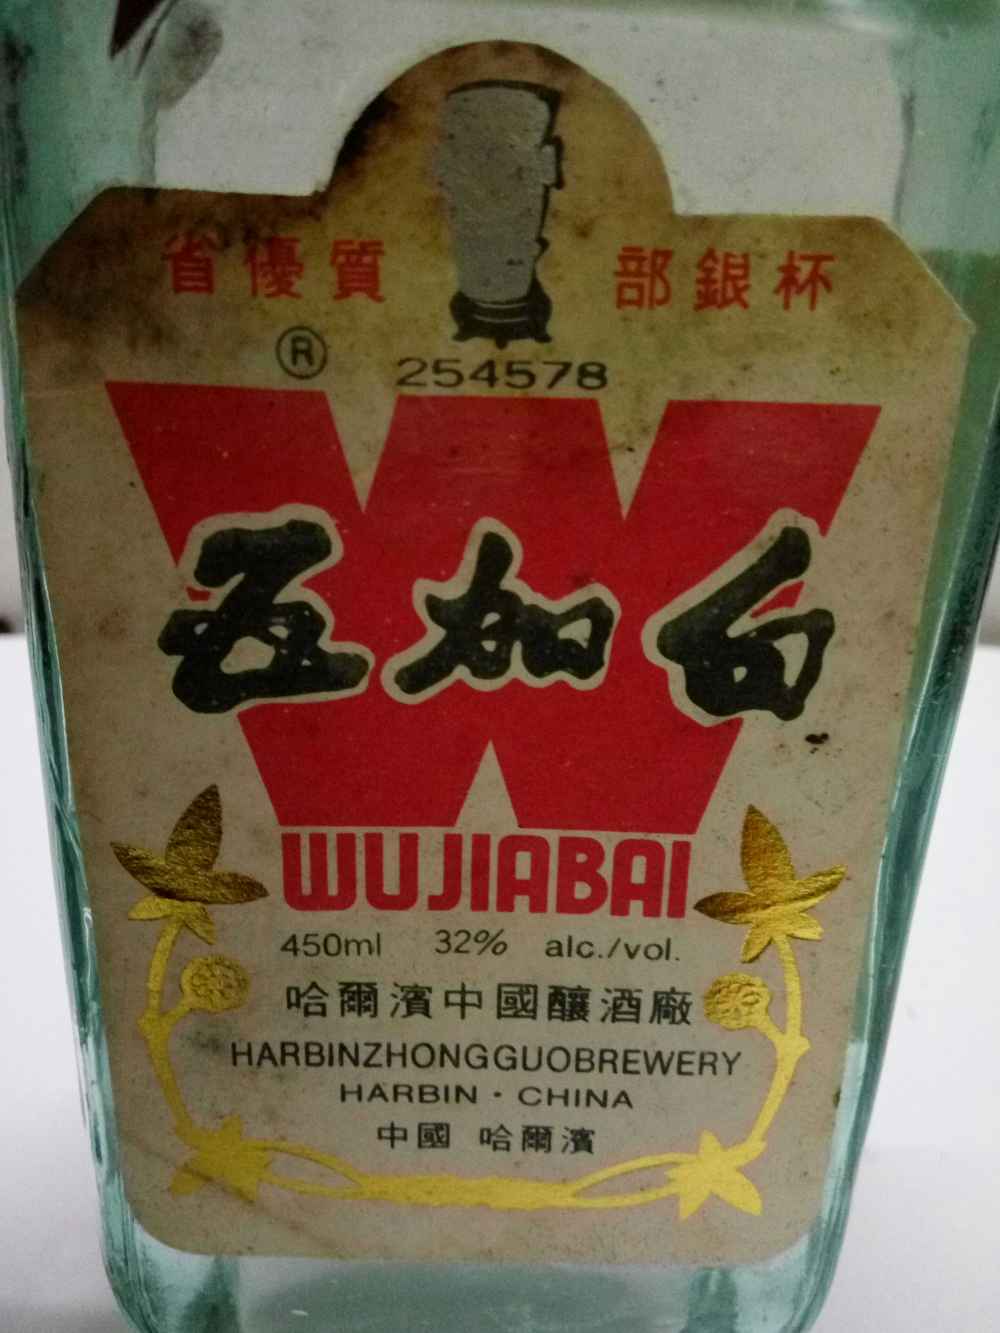 省優質 部銀杯
® 254578
五加白
WUJIABAI
450ml 32% alc./vol.
哈爾濱中國釀酒廠
HARBINZHONGGUOBREWERY
HARBIN · CHINA
中國 哈爾濱